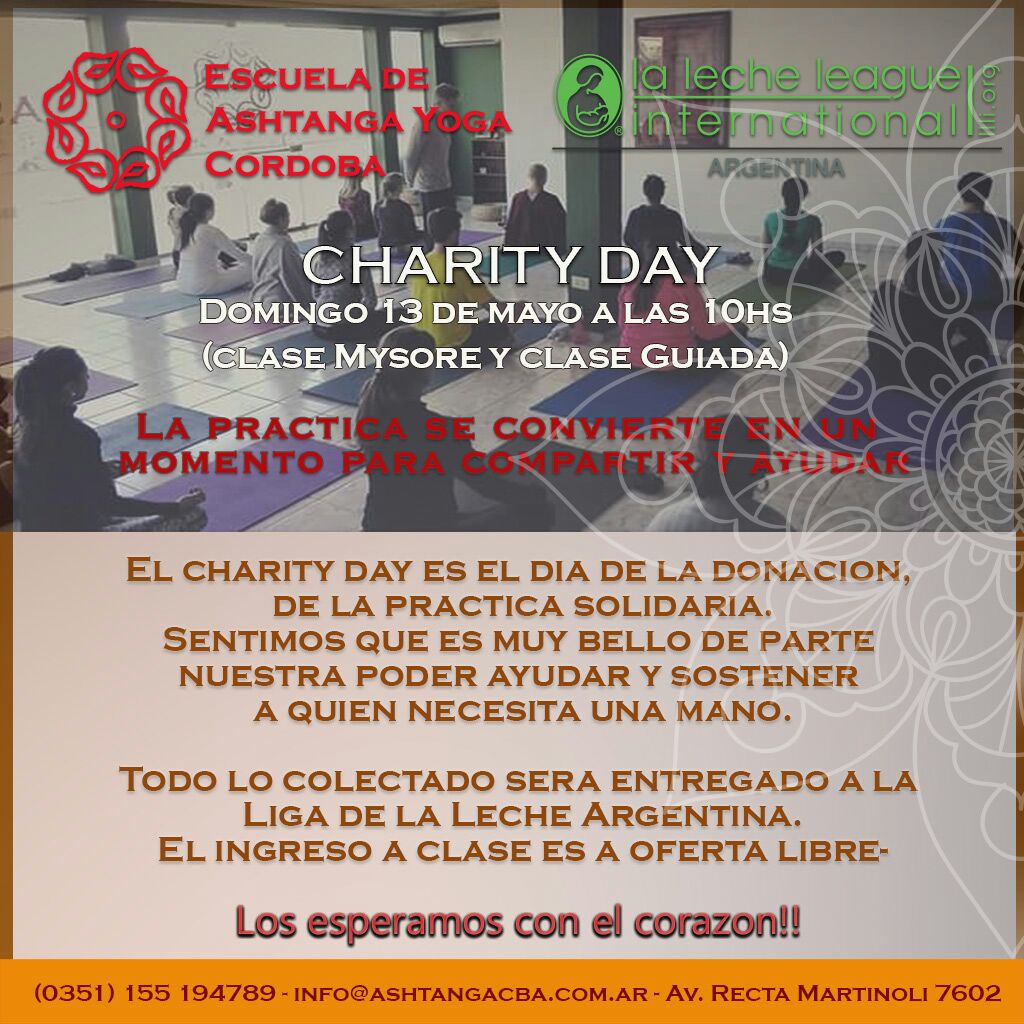 ESCUELA DE
ASHTANGA YOGA
CORDOBA
la leche league
international
llli.org
®
ARGENTINA
CHARITY DAY
DOMINGO 13 DE MAYO A LAS 10HS
(CLASE MYSORE Y CLASE GUIADA)
LA PRACTICA SE CONVIERTE EN UN
MOMENTO PARA COMPARTIR Y AYUDAR
EL CHARITY DAY ES EL DIA DE LA DONACION,
DE LA PRACTICA SOLIDARIA.
SENTIMOS QUE ES MUY BELLO DE PARTE
NUESTRA PODER AYUDAR Y SOSTENER
A QUIEN NECESITA UNA MANO.
TODO LO COLECTADO SERA ENTREGADO A LA
LIGA DE LA LECHE ARGENTINA.
EL INGRESO A CLASE ES A OFERTA LIBRE-
Los esperamos con el corazon!!
(0351) 155 194789 - INFO@ASHTANGACBA.COM.AR - AV. RECTA MARTINOLI 7602